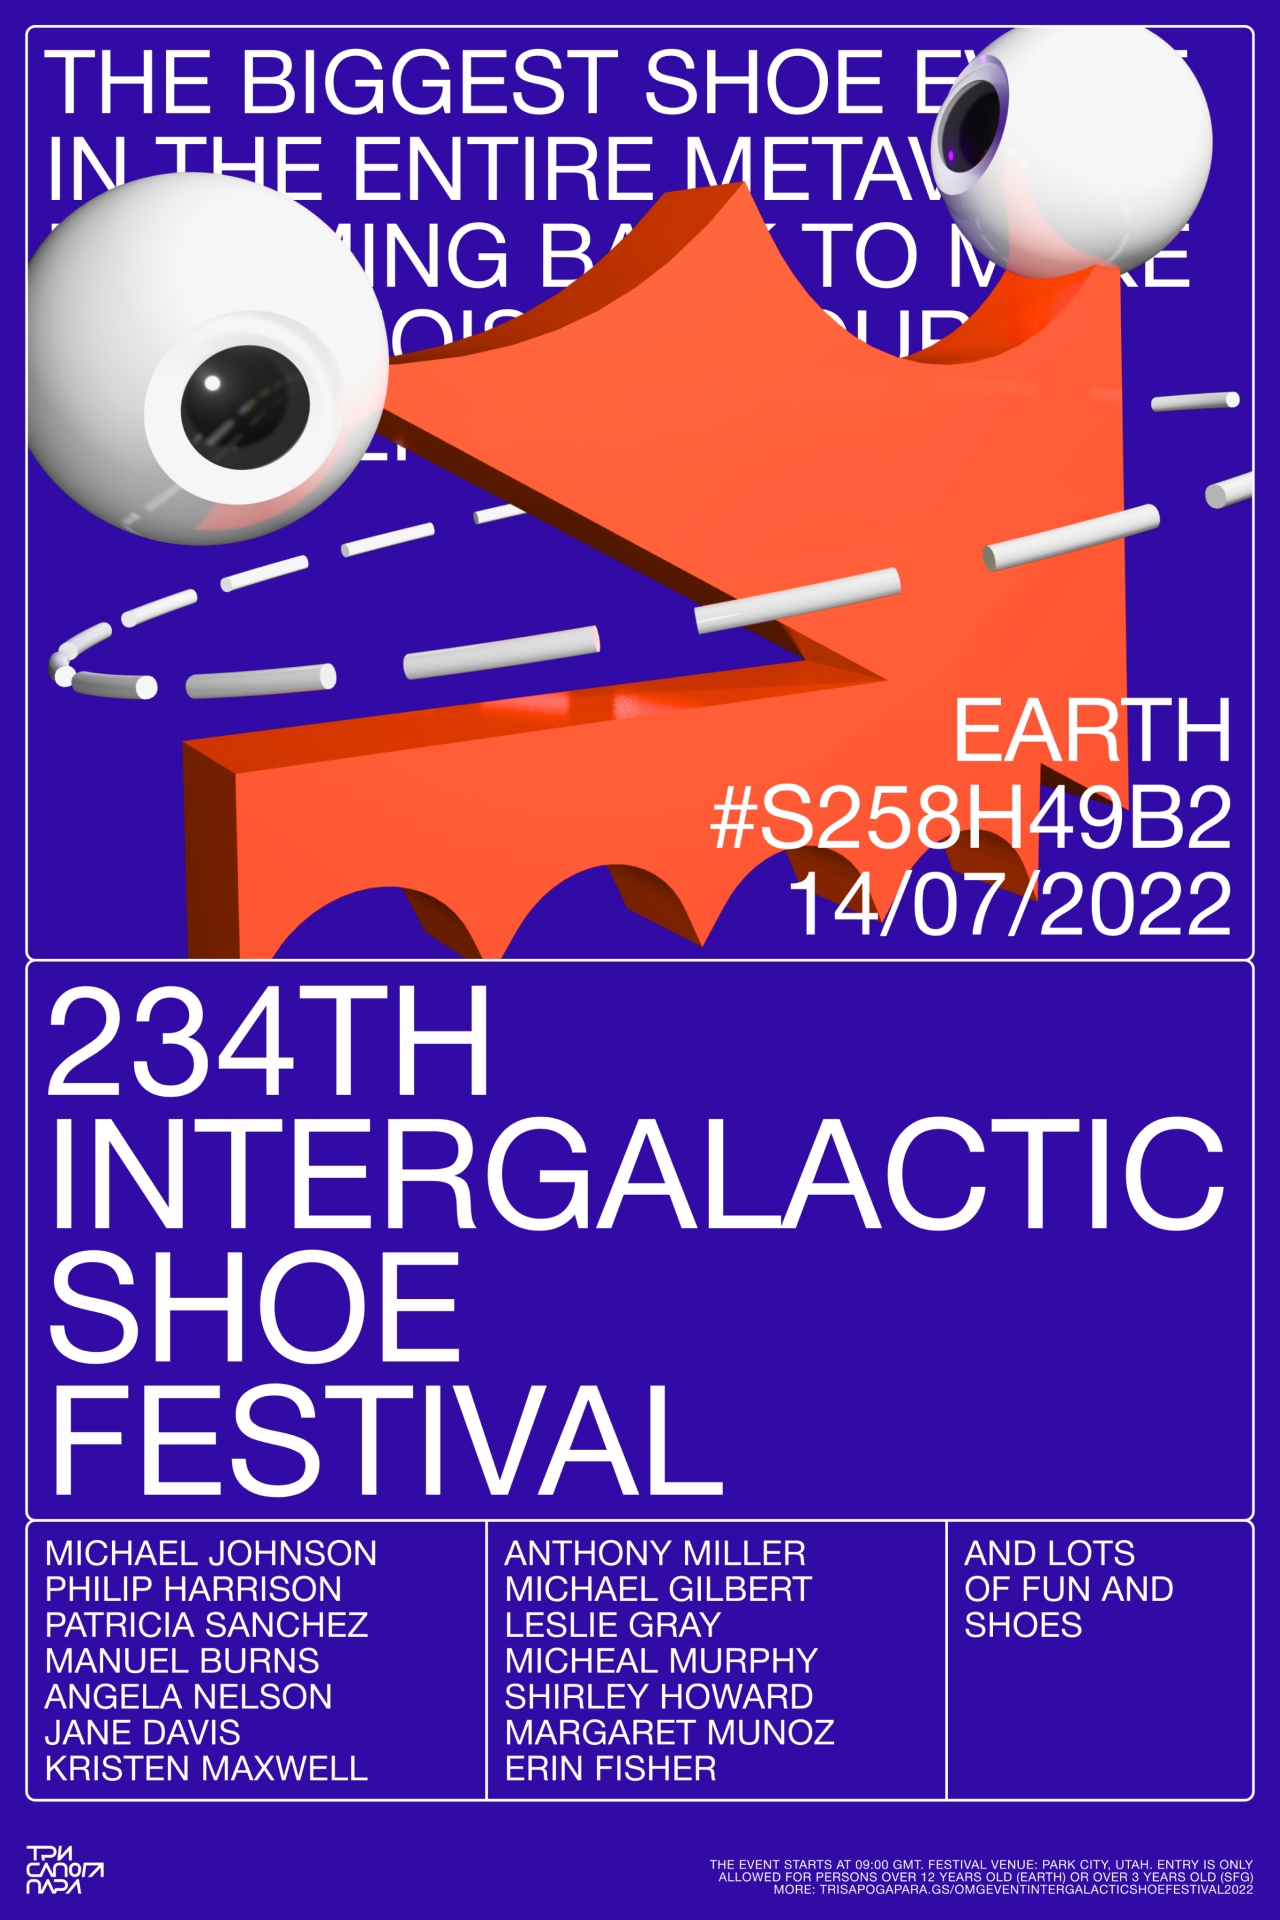 THE BIGGEST SHOE
IN THE ENTIRE
TO
EARTH
#S258H49B2
14/07/2022
234TH
INTERGALACTIC
SHOE
FESTIVAL
MICHAEL JOHNSON
PHILIP HARRISON
PATRICIA SANCHEZ
MANUEL BURNS
ANGELA NELSON
JANE DAVIS
KRISTEN MAXWELL
ANTHONY MILLER
MICHAEL GILBERT
LESLIE GRAY
MICHEAL MURPHY
SHIRLEY HOWARD
MARGARET MUNOZ
ERIN FISHER
AND LOTS
OF FUN AND
SHOES
ТРИ
САПОГА
ПАРА
THE EVENT STARTS AT 09:00 GMT. FESTIVAL VENUE: PARK CITY, UTAH. ENTRY IS ONLY
ALLOWED FOR PERSONS OVER 12 YEARS OLD (EARTH) OR OVER 3 YEARS OLD (SFG)
MORE: TRISAPOGAPARA.GS/OMGEVENTINTERGALACTICSHOEFESTIVAL2022